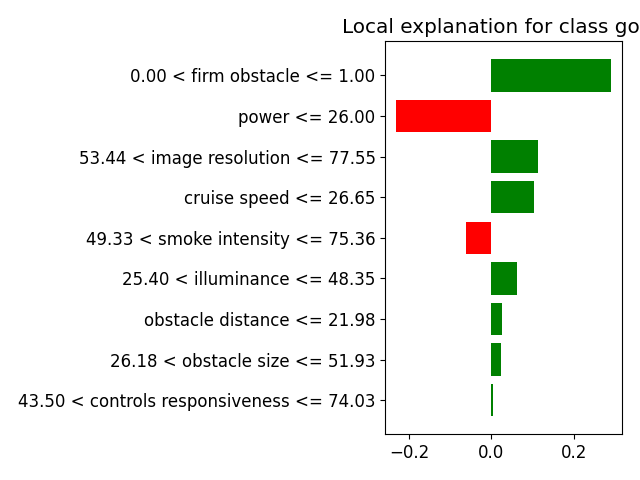 Local explanation for class go
0.00 < firm obstacle <= 1.00
power <= 26.00
53.44 < image resolution <= 77.55
cruise speed <= 26.65
49.33 < smoke intensity <= 75.36
25.40 < illuminance <= 48.35
obstacle distance <= 21.98
26.18 < obstacle size <= 51.93
43.50 < controls responsiveness <= 74.03
−0.2 0.0 0.2